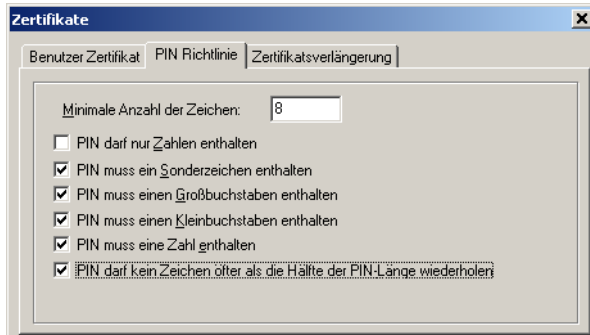 Zertifikate
Benutzer Zertifikat PIN Richtlinie Zertifikatsverlängerung
Minimale Anzahl der Zeichen: 8
PIN darf nur Zahlen enthalten
PIN muss ein Sonderzeichen enthalten
PIN muss einen Großbuchstaben enthalten
PIN muss einen Kleinbuchstaben enthalten
PIN muss eine Zahl enthalten
PIN darf kein Zeichen öfter als die Hälfte der PIN-Länge wiederholen